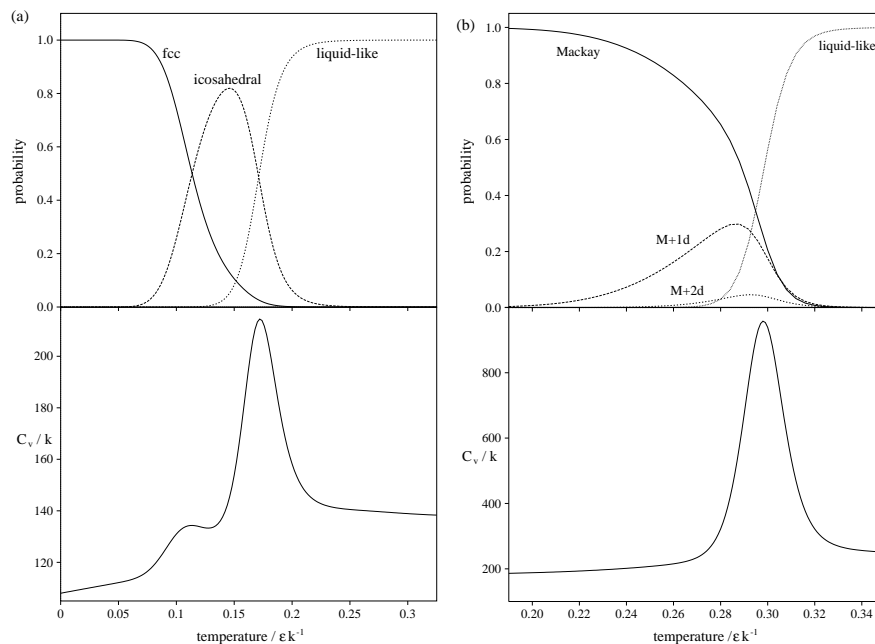 (a)
1.0
0.8
0.6
0.4
0.2
0.0
probability
fcc
icosahedral
liquid-like
200
180
160
140
120
C_v / k
0
0.05
0.1
0.15
0.2
0.25
0.3
temperature / εk⁻¹
(b)
1.0
0.8
0.6
0.4
0.2
0.0
probability
Mackay
liquid-like
M+1d
M+2d
800
600
400
200
C_v / k
0.20
0.22
0.24
0.26
0.28
0.30
0.32
0.34
temperature / εk⁻¹